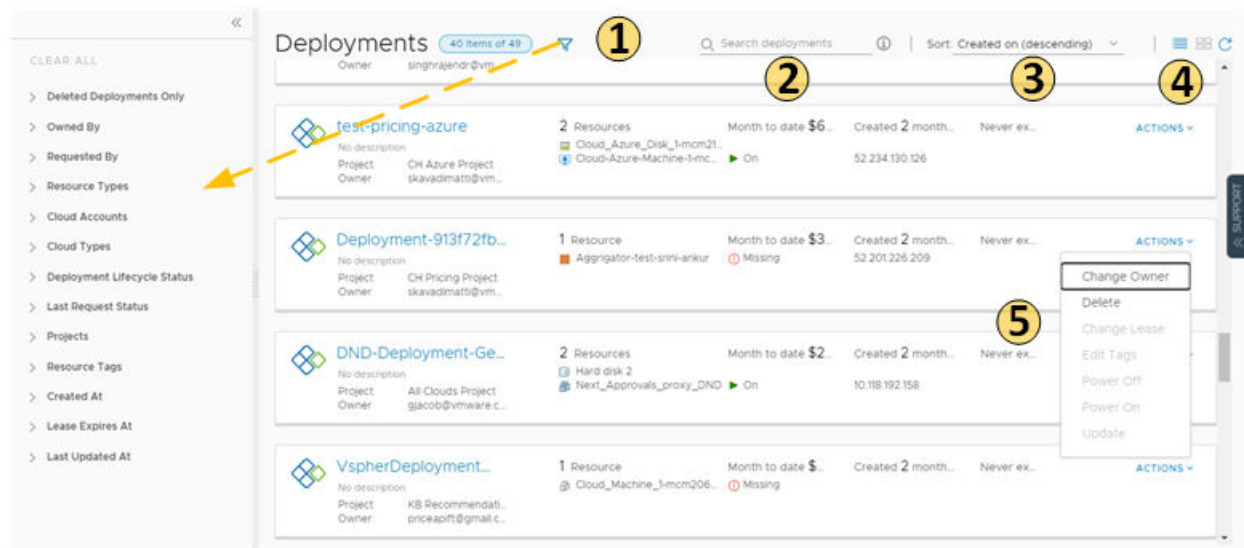 «
CLEAR ALL
> Deleted Deployments Only
> Owned By
> Requested By
> Resource Types
> Cloud Accounts
> Cloud Types
> Deployment Lifecycle Status
> Last Request Status
> Projects
> Resource Tags
> Created At
> Lease Expires At
> Last Updated At
Deployments 40 Items of 49 1 Search deployments Sort: Created on (descending)
2 3 4
Owner singhrajendr@vm...
test-pricing-azure 2 Resources Month to date $6... Created 2 month... Never ex... ACTIONS
No description Cloud_Azure_Disk_1-mcm21...
Cloud-Azure-Machine-1-mc... On 52.234.130.126
Project CH Azure Project
Owner skavadimatti@vm...
Deployment-913f72fb... 1 Resource Month to date $3... Created 2 month... Never ex... ACTIONS
No description Aggrigator-test-srini-ankur Missing 52.201.226.209
Project CH Pricing Project
Owner skavadimatti@vm...
5
Change Owner
Delete
Change Lease
Edit Tags
Power Off
Power On
Update
DND-Deployment-Ge... 2 Resources Month to date $2... Created 2 month... Never ex...
No description Hard disk 2
Next_Approvals_proxy_DND On 10.118.192.158
Project All Clouds Project
Owner gjacob@vmware.c...
VspherDeployment... 1 Resource Month to date $... Created 2 month... Never ex... ACTIONS
No description Cloud_Machine_1-mcm206... Missing
Project KB Recommendati...
Owner priceapift@gmail.c...
SUPPORT